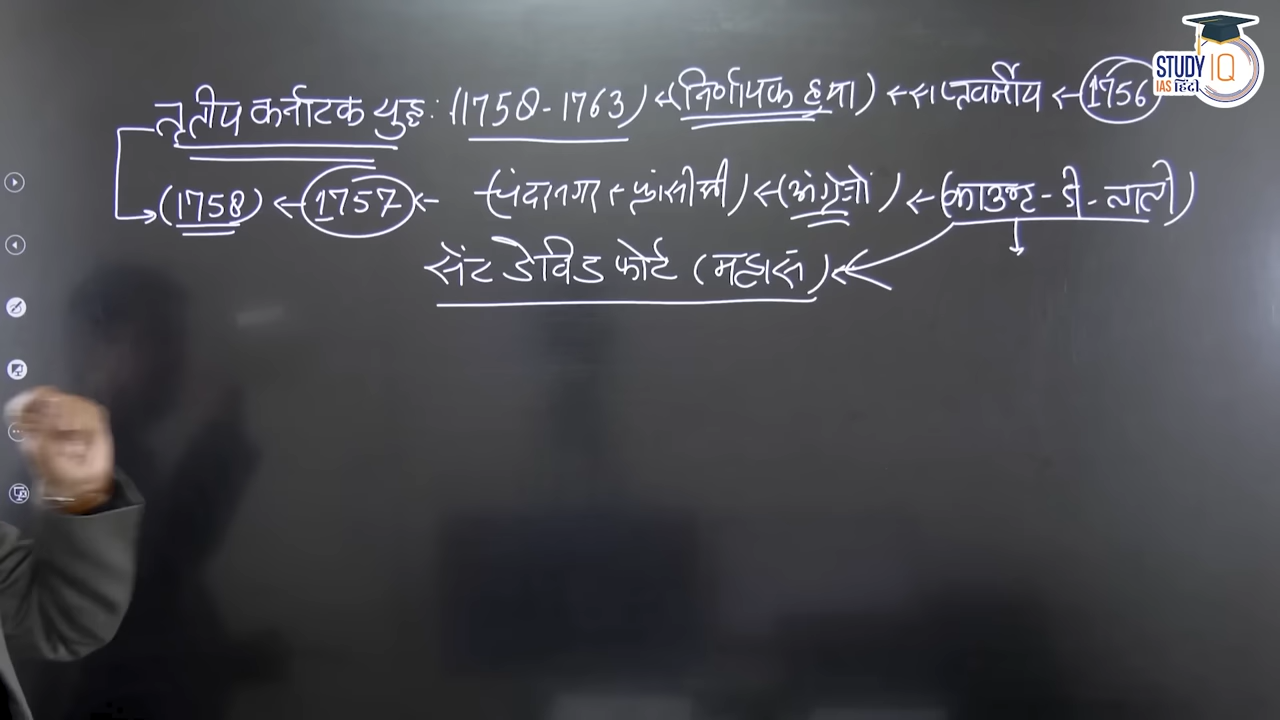 STUDY IQ
IAS हिंदी
तृतीय कर्नाटक युद्ध: (1758-1763) ← (निर्णायक हुआ) ←← सप्तवर्षीय ← 1756
(1758) ← 1757 ← (चंद्रानगर + फ्रांसीसी) ← (अंग्रेजों) ← (काउन्ट-डी-लाली)
सेंट डेविड फोर्ट (मद्रास) ←